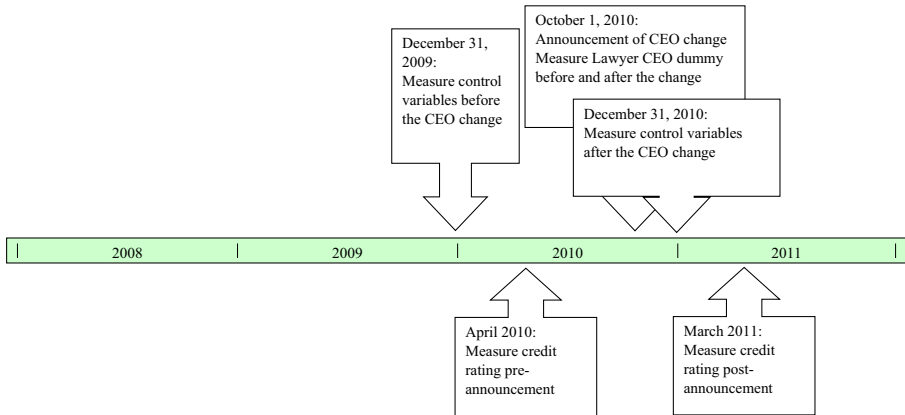 December 31,
2009:
Measure control
variables before
the CEO change
October 1, 2010:
Announcement of CEO change
Measure Lawyer CEO dummy
before and after the change
December 31, 2010:
Measure control variables
after the CEO change
2008
2009
2010
2011
April 2010:
Measure credit
rating pre-
announcement
March 2011:
Measure credit
rating post-
announcement